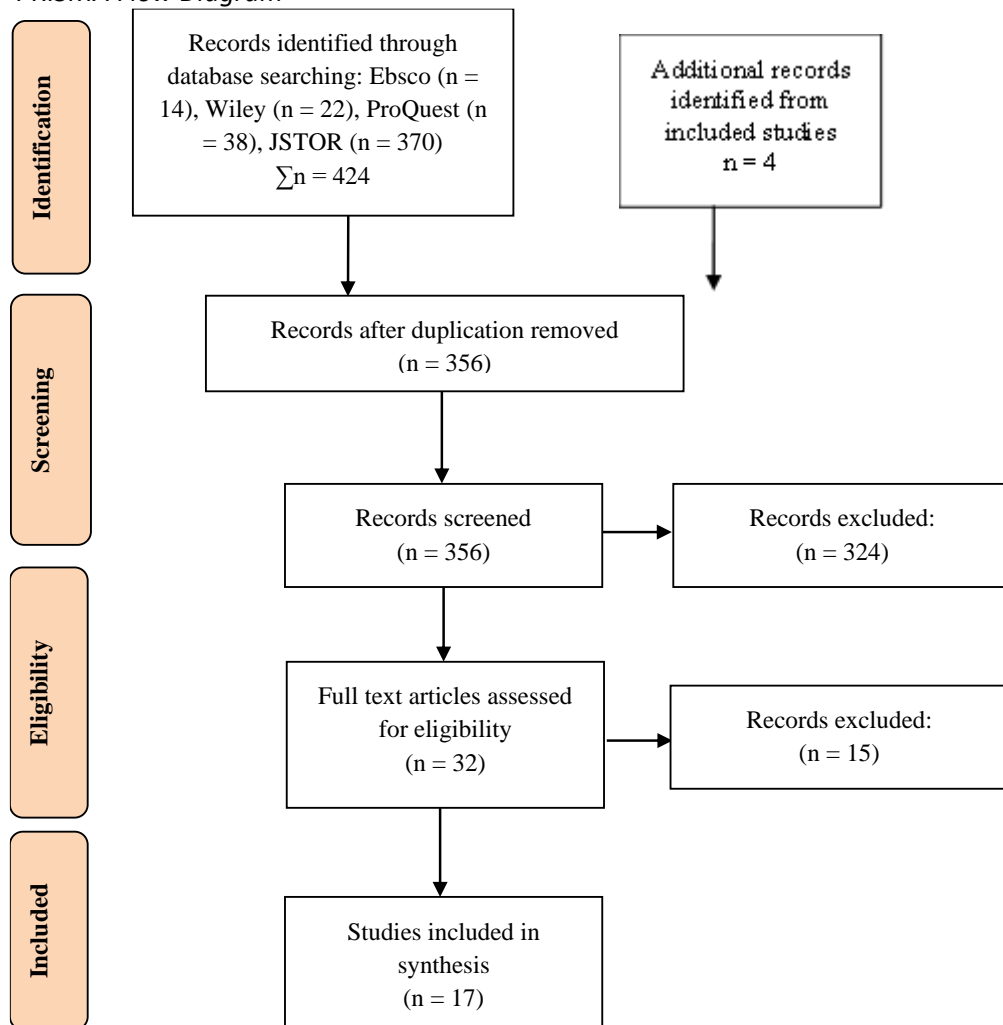 PRISMA Flow Diagram
Identification
Records identified through
database searching: Ebsco (n =
14), Wiley (n = 22), ProQuest (n
= 38), JSTOR (n = 370)
∑n = 424
Additional records
identified from
included studies
n = 4
Screening
Records after duplication removed
(n = 356)
Records screened
(n = 356)
Records excluded:
(n = 324)
Eligibility
Full text articles assessed
for eligibility
(n = 32)
Records excluded:
(n = 15)
Included
Studies included in
synthesis
(n = 17)